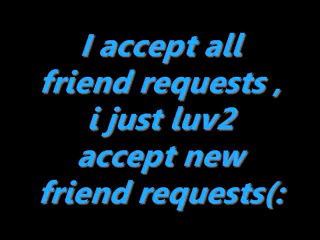 I accept all
friend requests ,
i just luv2
accept new
friend requests(: